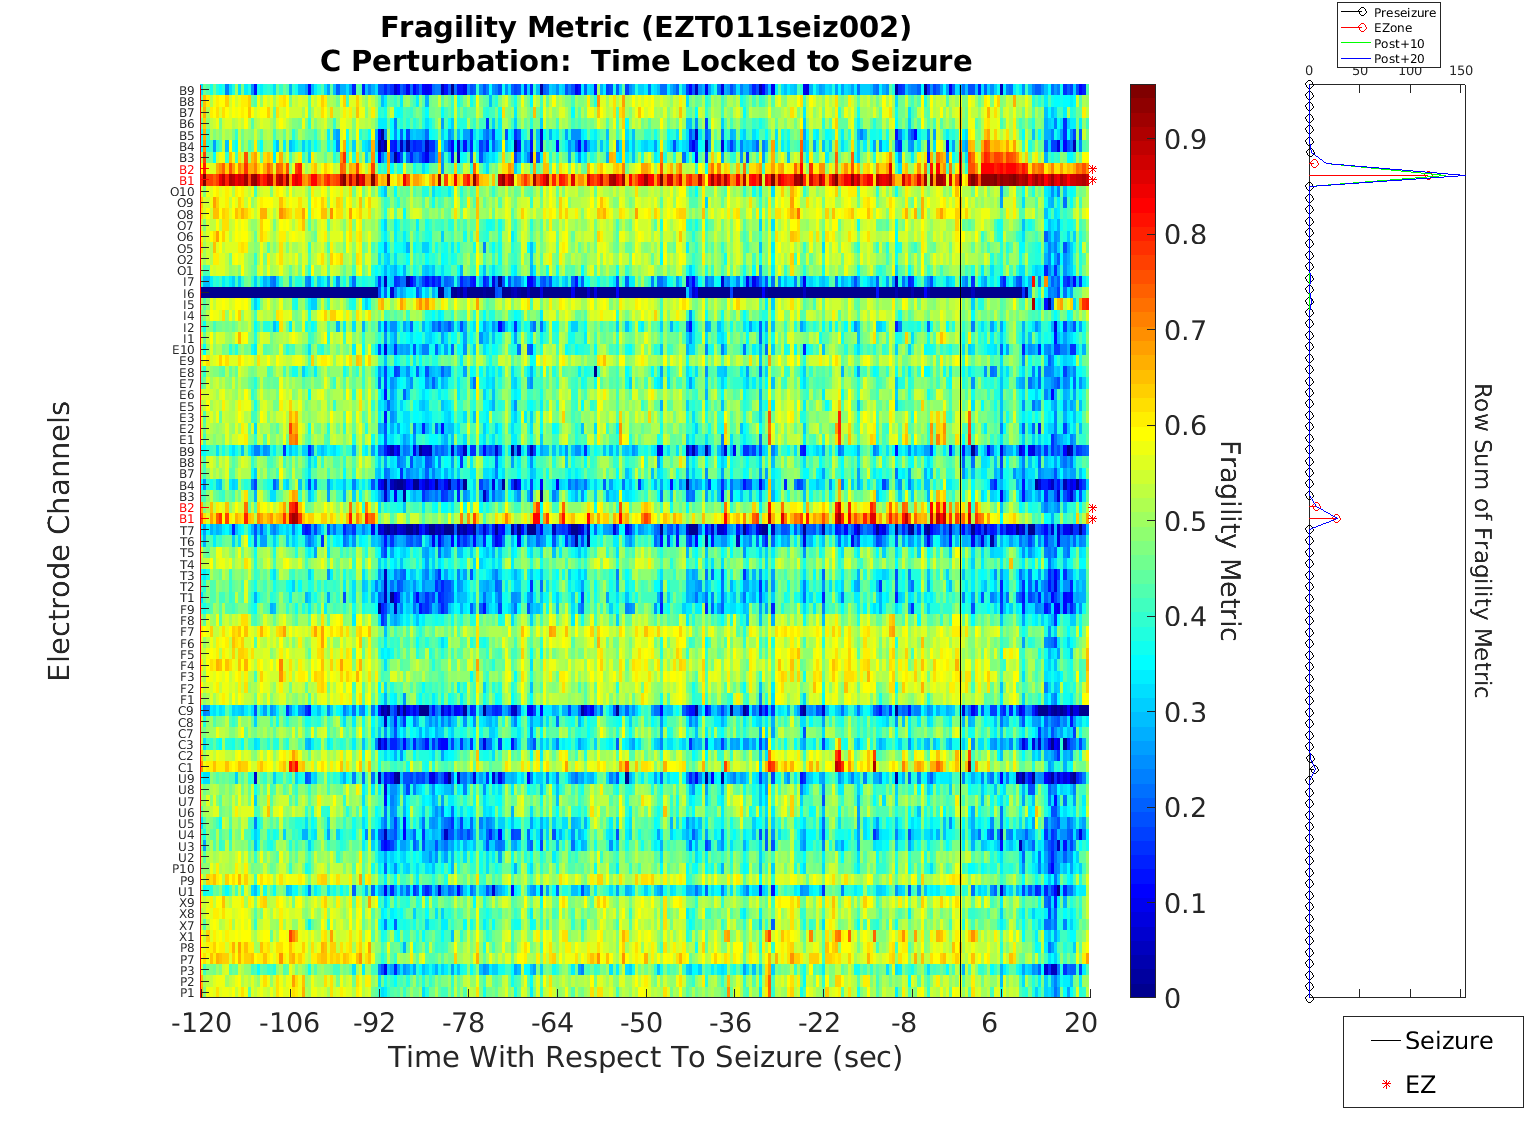 Fragility Metric (EZT011seiz002)
C Perturbation:  Time Locked to Seizure
Electrode Channels
B9
B8
B7
B6
B5
B4
B3
B2
B1
O10
O9
O8
O7
O6
O5
O2
O1
I7
I6
I5
I4
I2
I1
E10
E9
E8
E7
E6
E5
E3
E2
E1
B9
B8
B7
B4
B3
B2
B1
T7
T6
T5
T4
T3
T2
T1
F9
F8
F7
F6
F5
F4
F3
F2
F1
C9
C8
C7
C3
C2
C1
U9
U8
U7
U6
U5
U4
U3
U2
P10
P9
U1
X9
X8
X7
X1
P8
P7
P3
P2
P1
-120 -106 -92 -78 -64 -50 -36 -22 -8 6 20
Time With Respect To Seizure (sec)
0.9
0.8
0.7
0.6
0.5
0.4
0.3
0.2
0.1
0
Fragility Metric
Preseizure
EZone
Post+10
Post+20
0 50 100 150
Row Sum of Fragility Metric
Seizure
EZ